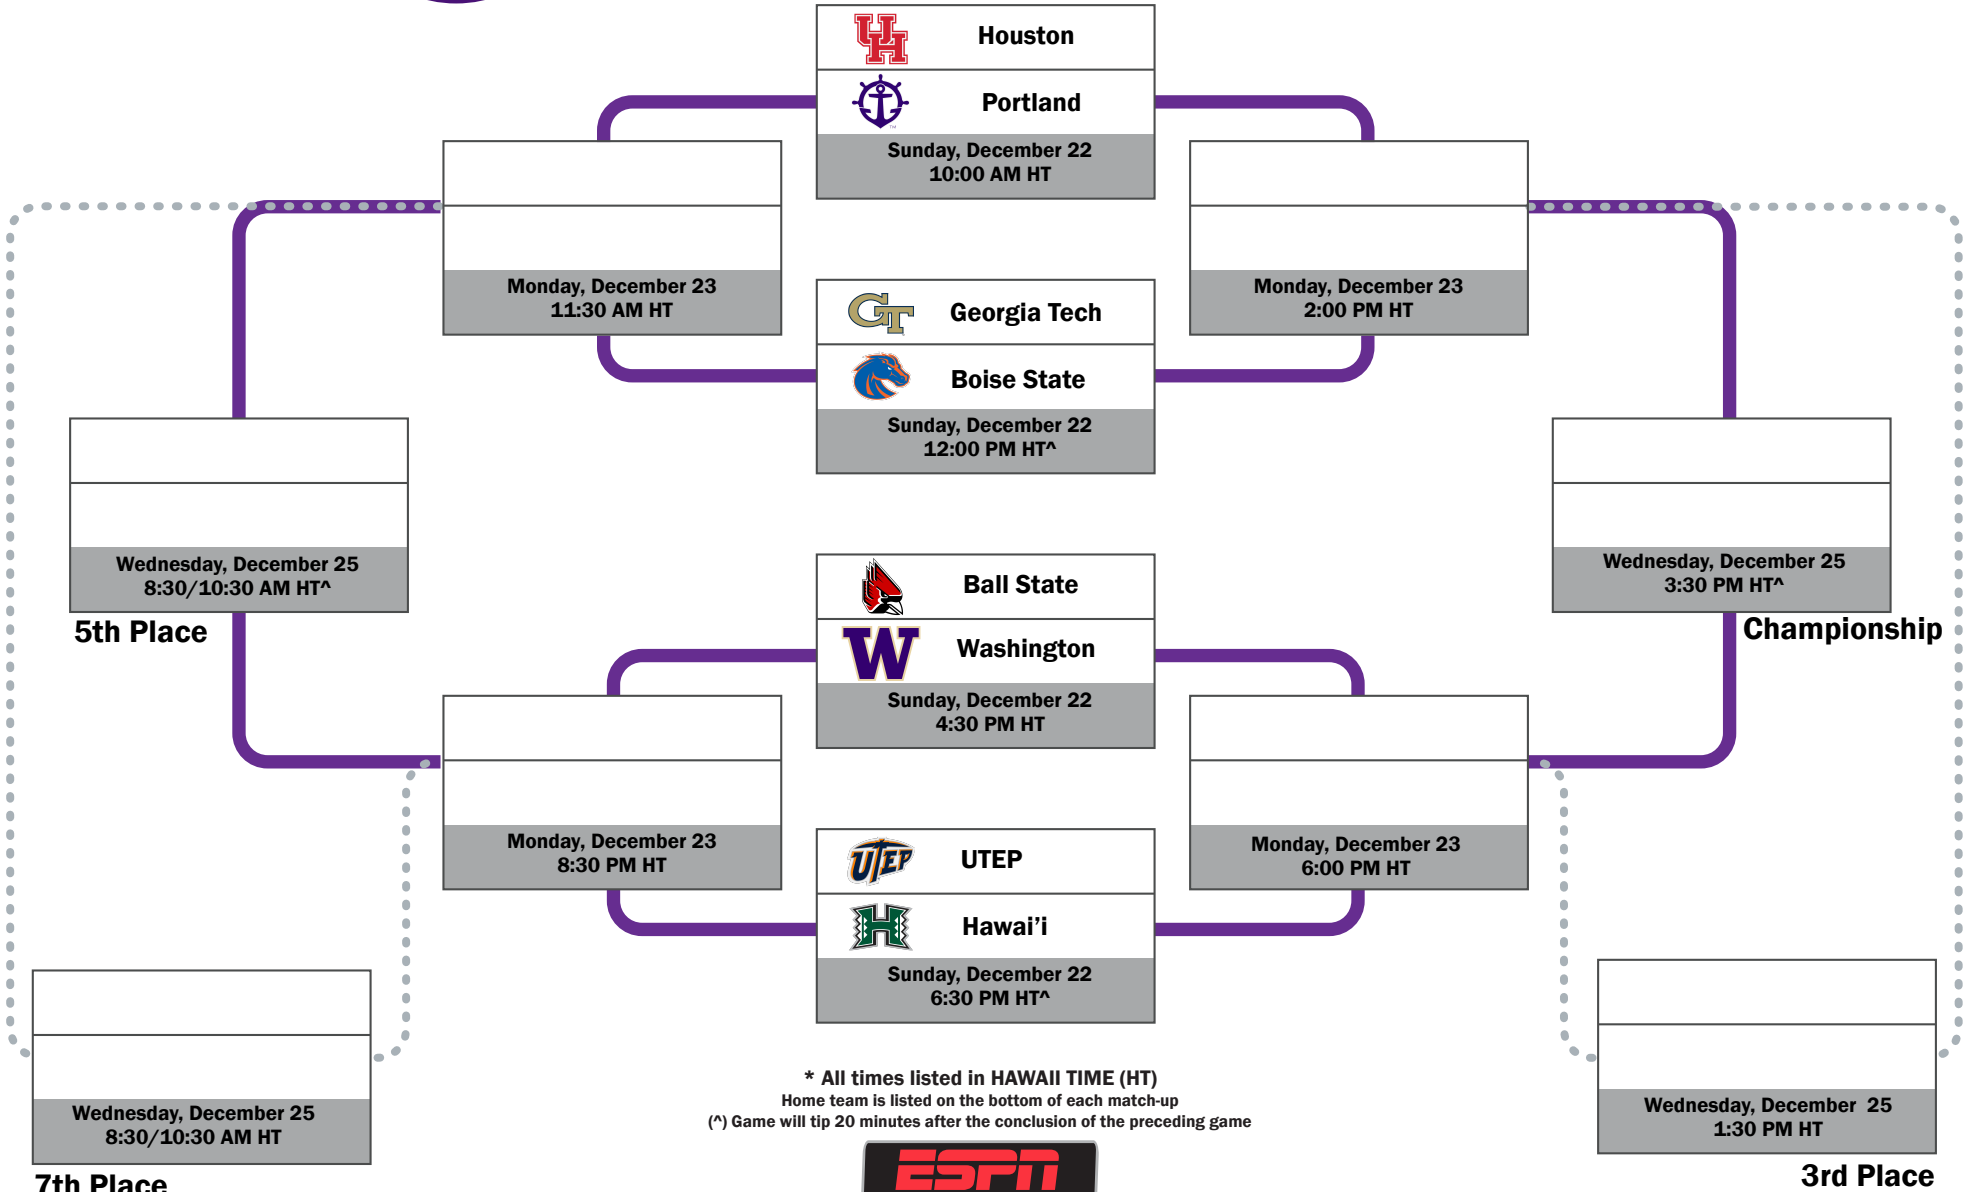 Houston
Portland
Sunday, December 22
10:00 AM HT
Monday, December 23
11:30 AM HT
Monday, December 23
2:00 PM HT
Georgia Tech
Boise State
Sunday, December 22
12:00 PM HT^
Wednesday, December 25
8:30/10:30 AM HT^
5th Place
Wednesday, December 25
3:30 PM HT^
Championship
Ball State
W
Washington
Sunday, December 22
4:30 PM HT
Monday, December 23
8:30 PM HT
Monday, December 23
6:00 PM HT
UTEP
UTEP
H
Hawai’i
Sunday, December 22
6:30 PM HT^
Wednesday, December 25
8:30/10:30 AM HT
7th Place
Wednesday, December 25
1:30 PM HT
3rd Place
* All times listed in HAWAII TIME (HT)
Home team is listed on the bottom of each match-up
(^) Game will tip 20 minutes after the conclusion of the preceding game
ESPN